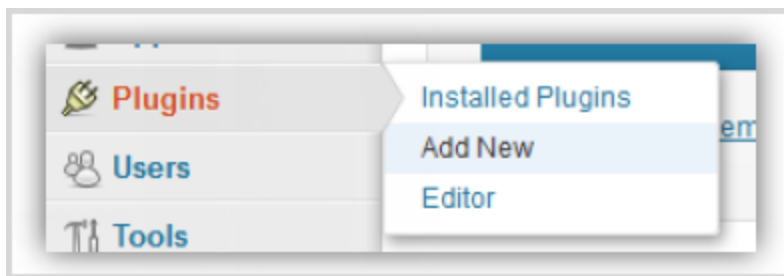 Plugins
Installed Plugins
Add New
Users
Editor
Tools